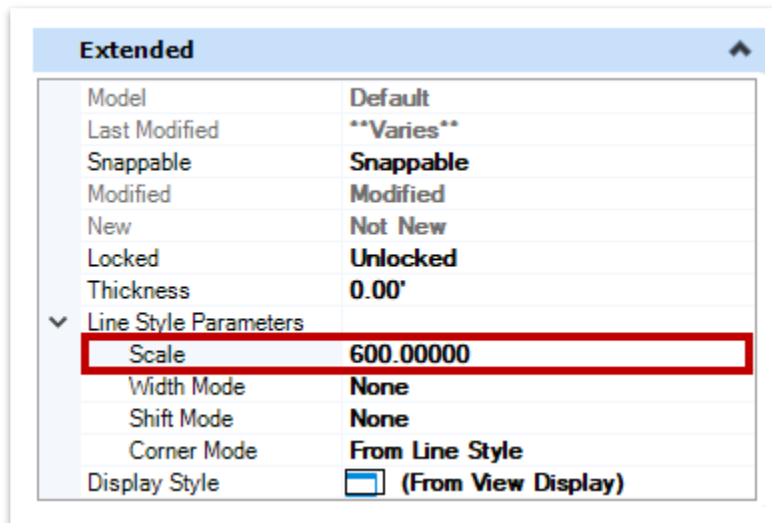 Extended
Model Default
Last Modified **Varies**
Snappable Snappable
Modified Modified
New Not New
Locked Unlocked
Thickness 0.00'
Line Style Parameters
Scale 600.00000
Width Mode None
Shift Mode None
Corner Mode From Line Style
Display Style (From View Display)